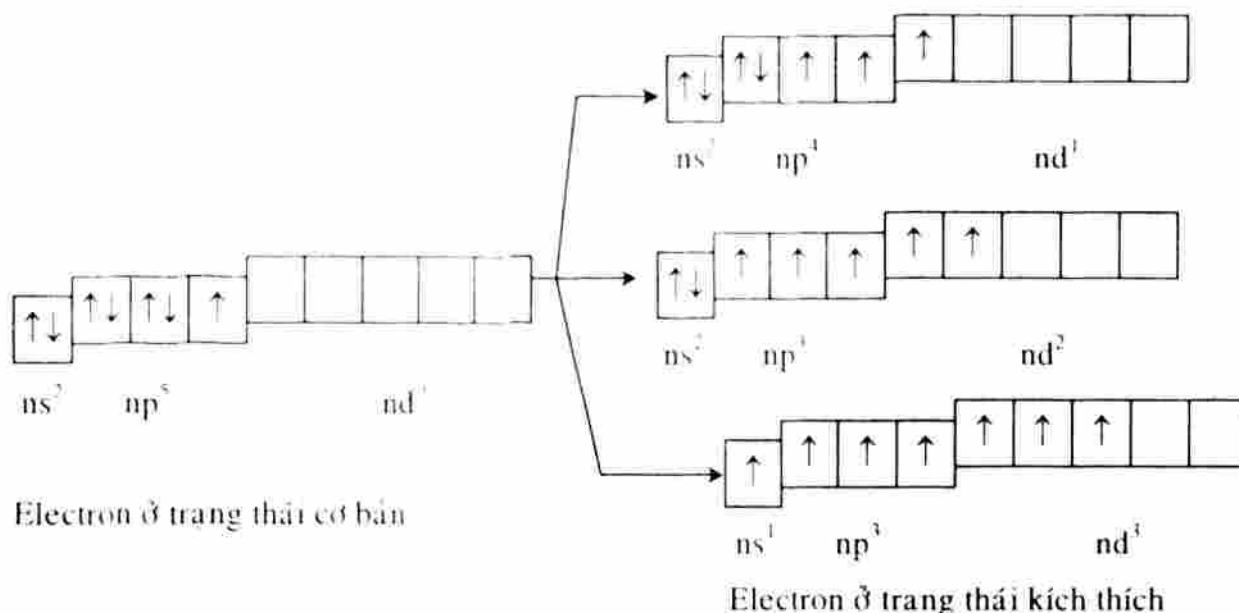 ↑↓ ↑↓ ↑ ↑ ↑
ns² np⁴ nd¹
↑↓ ↑ ↑ ↑ ↑ ↑
ns² np³ nd²
↑↓ ↑↓ ↑↓ ↑
ns² np⁵ nd⁰
↑ ↑ ↑ ↑ ↑ ↑ ↑
ns¹ np³ nd³
Electron ở trạng thái cơ bản
Electron ở trạng thái kích thích